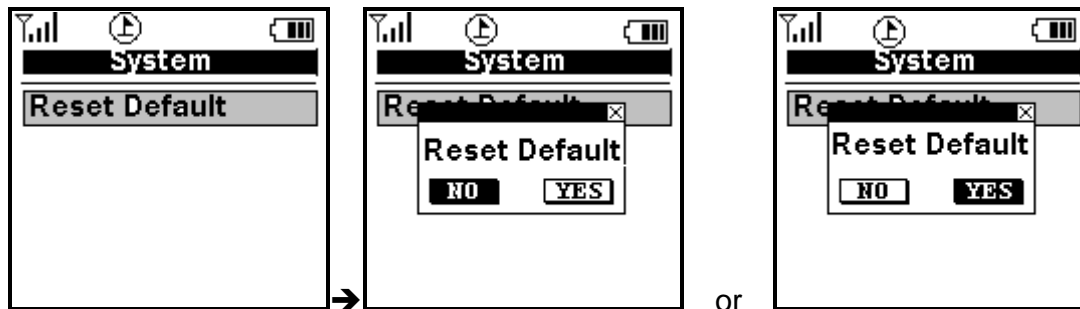 System
Reset Default
System
Reset Default
NO YES
or
System
Reset Default
NO YES